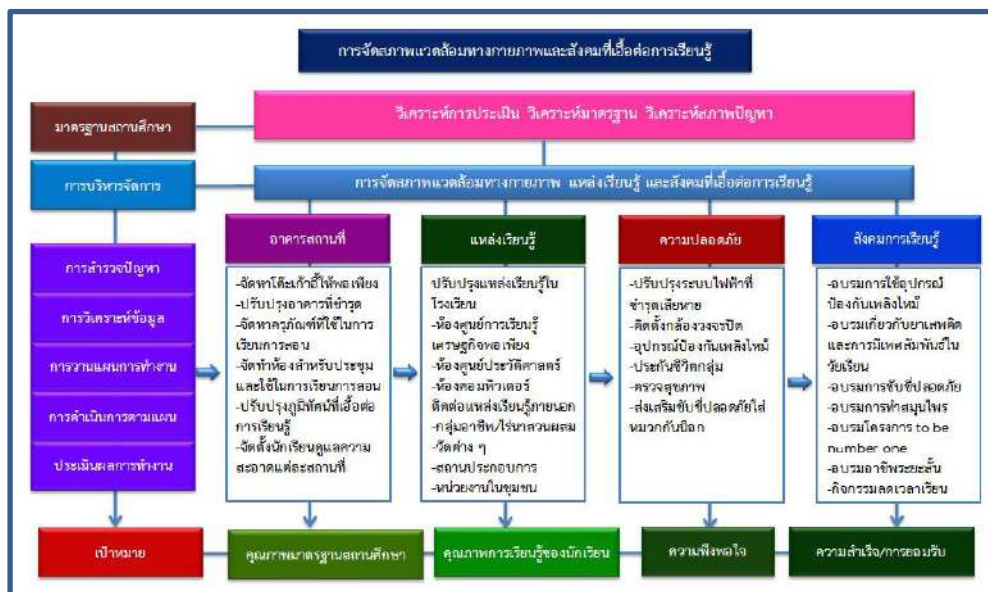 การจัดสภาพแวดล้อมทางกายภาพและสังคมที่เอื้อต่อการเรียนรู้
มาตรฐานสถานศึกษา
วิเคราะห์การประเมิน วิเคราะห์มาตรฐาน วิเคราะห์สภาพปัญหา
การบริหารจัดการ
การจัดสภาพแวดล้อมทางกายภาพ แหล่งเรียนรู้ และสังคมที่เอื้อต่อการเรียนรู้
การสำรวจปัญหา
การวิเคราะห์ข้อมูล
การวางแผนการทำงาน
การดำเนินการตามแผน
ประเมินผลการทำงาน
อาคารสถานที่
-จัดหาโต๊ะเก้าอี้ให้พอเพียง
-ปรับปรุงอาคารที่ชำรุด
-จัดหาครุภัณฑ์ที่ใช้ในการ
เรียนการสอน
-จัดทำห้องสำหรับประชุม
และใช้ในการเรียนการสอน
-ปรับปรุงภูมิทัศน์ที่เอื้อต่อ
การเรียนรู้
-จัดตั้งนักเรียนดูแลความ
สะอาดแต่ละสถานที่
แหล่งเรียนรู้
ปรับปรุงแหล่งเรียนรู้ใน
โรงเรียน
-ห้องศูนย์การเรียนรู้
เศรษฐกิจพอเพียง
-ห้องศูนย์ประวัติศาสตร์
-ห้องคอมพิวเตอร์
ติดต่อแหล่งเรียนรู้ภายนอก
-กลุ่มอาชีพ/ไร่นาสวนผสม
-วัดต่าง ๆ
-สถานประกอบการ
-หน่วยงานในชุมชน
ความปลอดภัย
-ปรับปรุงระบบไฟฟ้าที่
ชำรุดเสียหาย
-ติดตั้งกล้องวงจรปิด
-อุปกรณ์ป้องกันเพลิงไหม้
-ประกันชีวิตกลุ่ม
-ตรวจสุขภาพ
-ส่งเสริมขับขี่ปลอดภัยใส่
หมวกกันน็อก
สังคมการเรียนรู้
-อบรมการใช้อุปกรณ์
ป้องกันเพลิงไหม้
-อบรมเกี่ยวกับยาเสพติด
และการมีเพศสัมพันธ์ใน
วัยเรียน
-อบรมการขับขี่ปลอดภัย
-อบรมการทำสมุนไพร
-อบรมโครงการ to be
number one
-อบรมอาชีพระยะสั้น
-กิจกรรมลดเวลาเรียน
เป้าหมาย
คุณภาพมาตรฐานสถานศึกษา
คุณภาพการเรียนรู้ของนักเรียน
ความพึงพอใจ
ความสำเร็จ/การยอมรับ